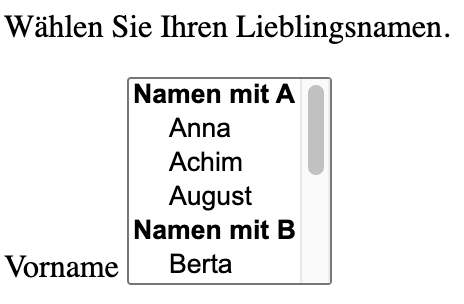 Wählen Sie Ihren Lieblingsnamen.
Namen mit A
Anna
Achim
August
Namen mit B
Vorname Berta